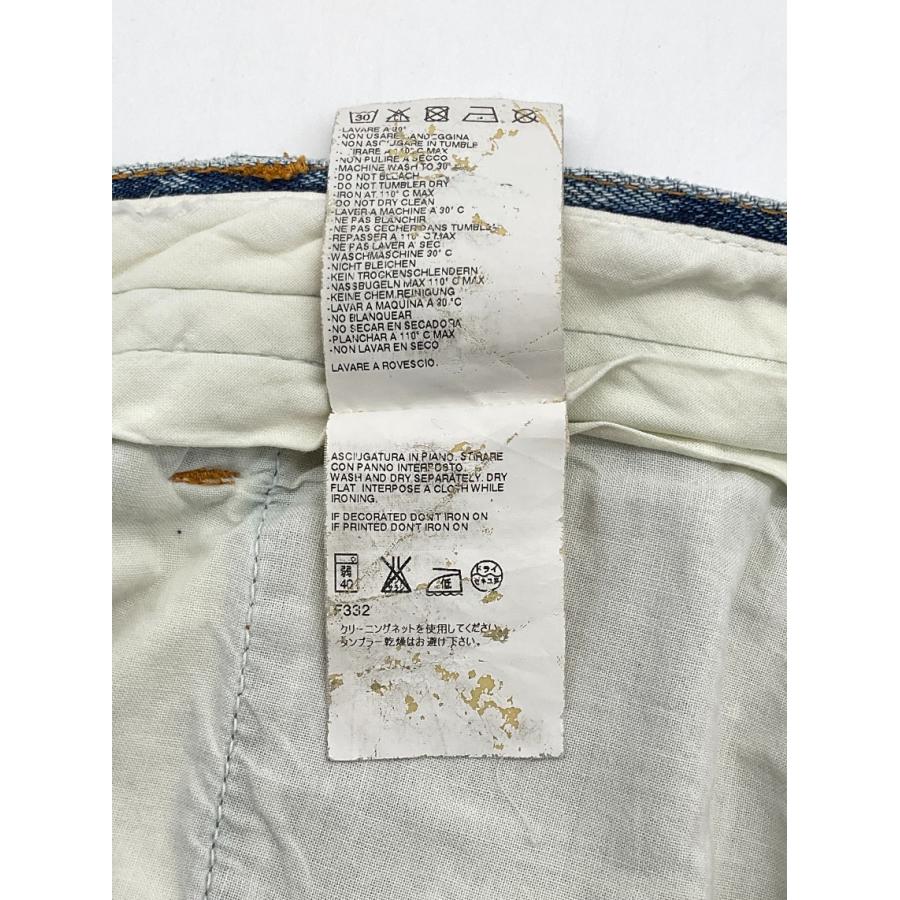 30
-LAVARE A 30°
-NON USARE CANDEGGINA
-NON ASCIUGARE IN TUMBLE
-STIRARE A 110°C MAX
-NON PULIRE A SECCO
-MACHINE WASH TO 30°
-DO NOT BLEACH
-DO NOT TUMBLER DRY
-IRON AT 110° C MAX
-DO NOT DRY CLEAN
-LAVER A MACHINE A 30° C
-NE PAS BLANCHIR
-NE PAS CECHER DANS TUMBLER
-REPASSER A 110° C MAX
-NE PAS LAVER A SEC
-WASCHMASCHINE 30° C
-NICHT BLEICHEN
-KEIN TROCKENSCHLENDERN
-NASSBUGELN MAX 110° C MAX
-KEINE CHEM.REINIGUNG
-LAVAR A MAQUINA A 30.°C
-NO BLANQUEAR
-NO SECAR EN SECADORA
-PLANCHAR A 110° C MAX
-NON LAVAR EN SECO
LAVARE A ROVESCIO.
ASCIUGATURA IN PIANO. STIRARE
CON PANNO INTERPOSTO.
WASH AND DRY SEPARATELY. DRY
FLAT INTERPOSE A CLOTH WHILE
IRONING.
IF DECORATED DON'T IRON ON
IF PRINTED DON'T IRON ON
弱 40 低 ドライ セキユ系
F332
クリーニングネットを使用してください
タンブラー乾燥はお避け下さい。